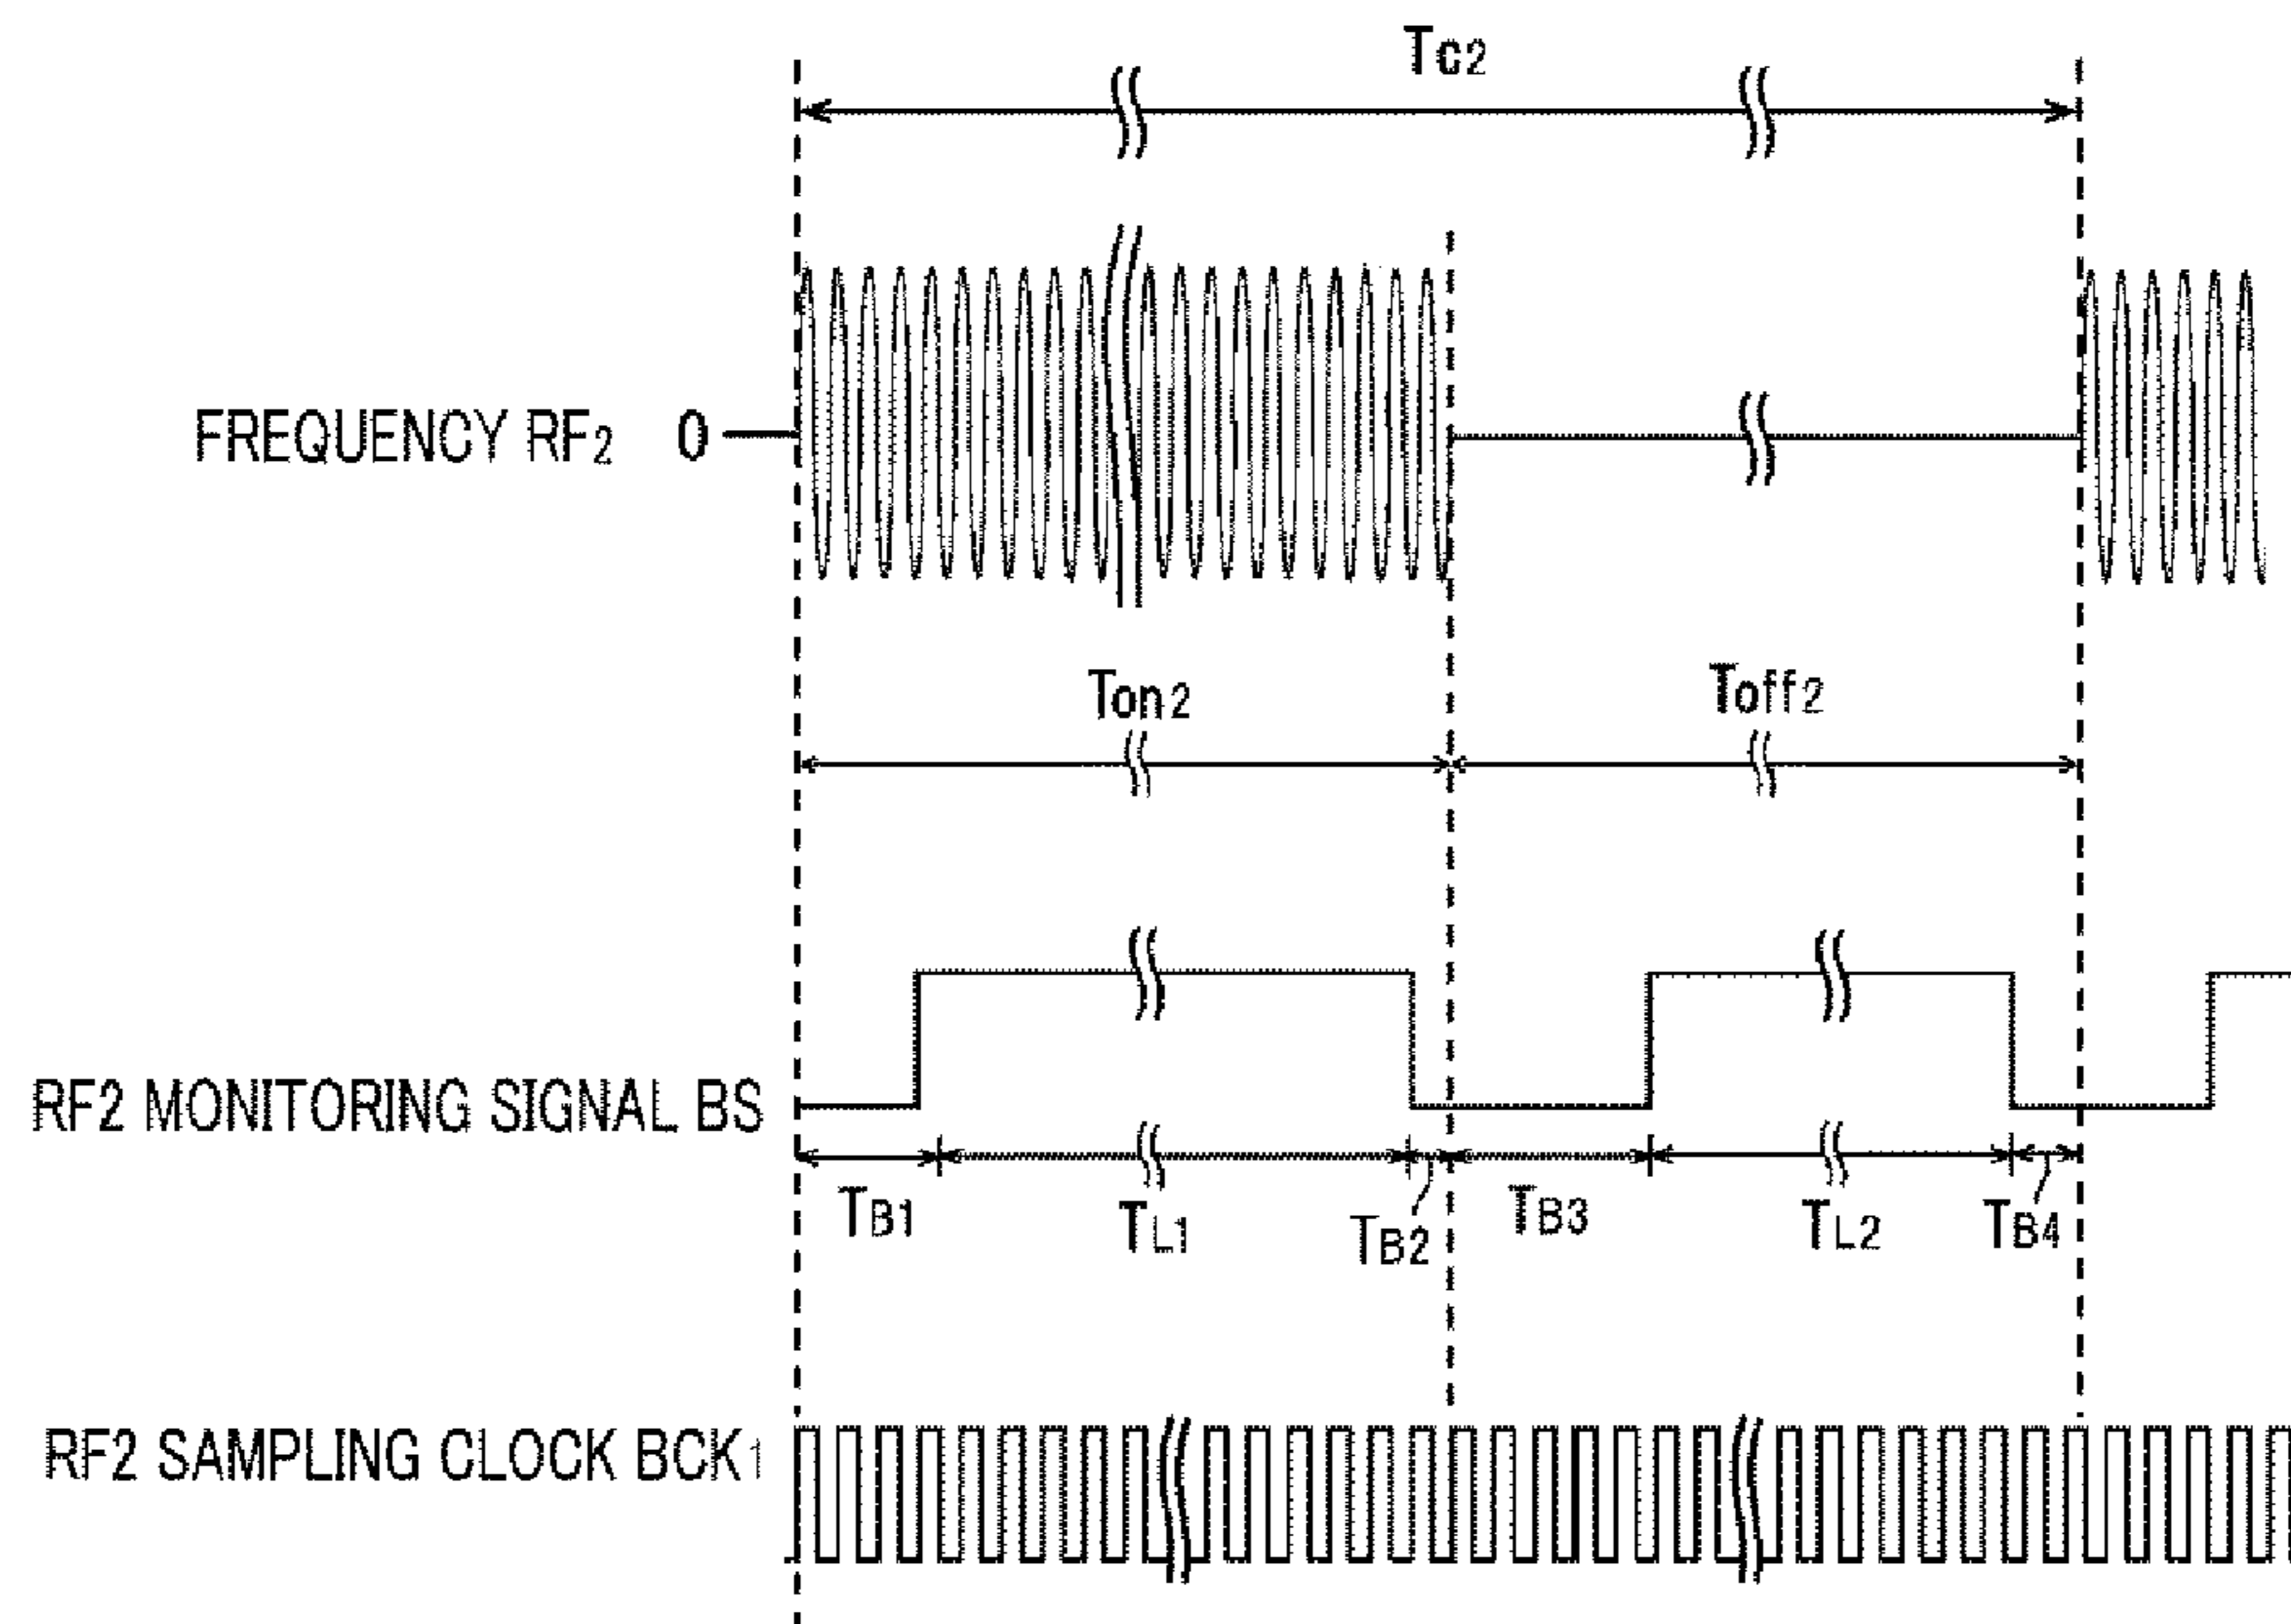 Tc2
FREQUENCY RF2 0
Ton2 Toff2
RF2 MONITORING SIGNAL BS
TB1 TL1 TB2 TB3 TL2 TB4
RF2 SAMPLING CLOCK BCK1